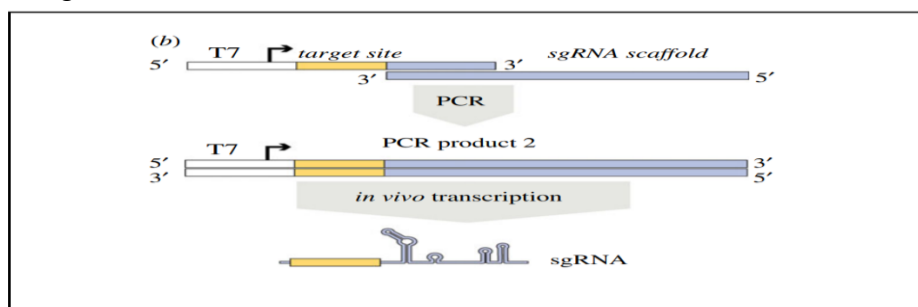 (b)
T7 target site sgRNA scaffold
5′ 3′
3′ 5′
PCR
PCR product 2
T7
5′ 3′
3′ 5′
in vivo transcription
sgRNA